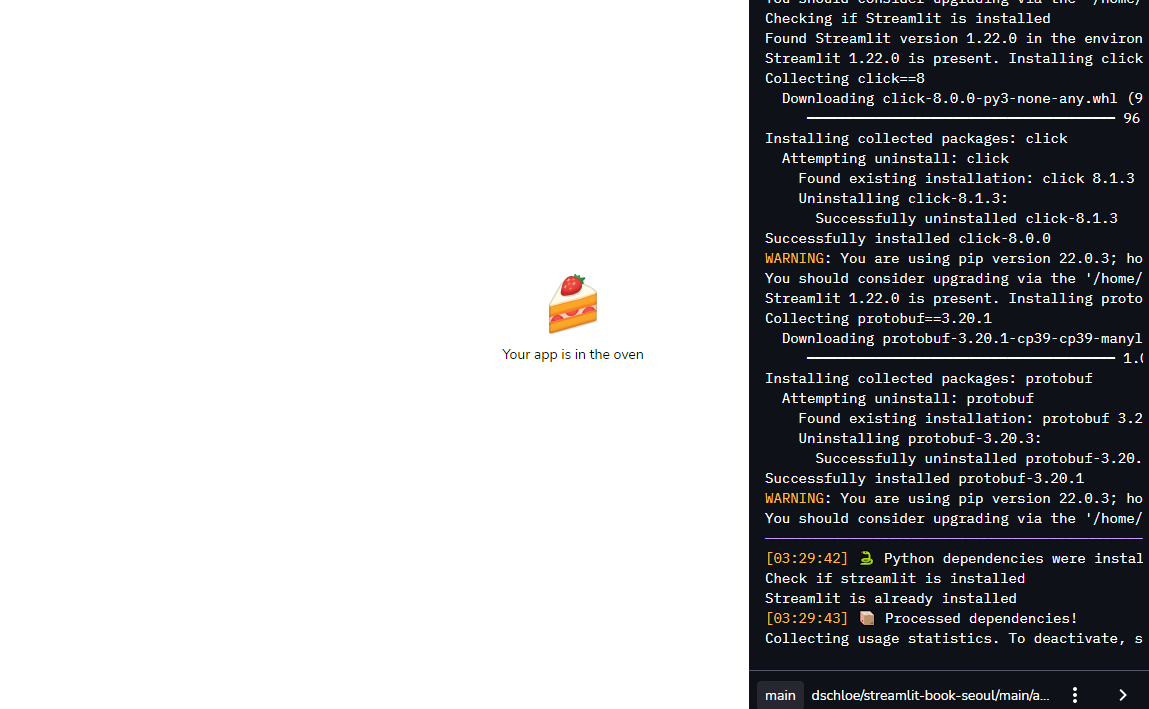 You should consider upgrading via the '/home/
Checking if Streamlit is installed
Found Streamlit version 1.22.0 in the environ
Streamlit 1.22.0 is present. Installing click
Collecting click==8
Downloading click-8.0.0-py3-none-any.whl (9
96
Installing collected packages: click
Attempting uninstall: click
Found existing installation: click 8.1.3
Uninstalling click-8.1.3:
Successfully uninstalled click-8.1.3
Successfully installed click-8.0.0
WARNING: You are using pip version 22.0.3; ho
You should consider upgrading via the '/home/
Streamlit 1.22.0 is present. Installing proto
Collecting protobuf==3.20.1
Downloading protobuf-3.20.1-cp39-cp39-manyl
1.0
Installing collected packages: protobuf
Attempting uninstall: protobuf
Found existing installation: protobuf 3.2
Uninstalling protobuf-3.20.3:
Successfully uninstalled protobuf-3.20.
Successfully installed protobuf-3.20.1
WARNING: You are using pip version 22.0.3; ho
You should consider upgrading via the '/home/
[03:29:42] 🐍 Python dependencies were instal
Check if streamlit is installed
Streamlit is already installed
[03:29:43] 📦 Processed dependencies!
Collecting usage statistics. To deactivate, s
Your app is in the oven
main dschloe/streamlit-book-seoul/main/a...